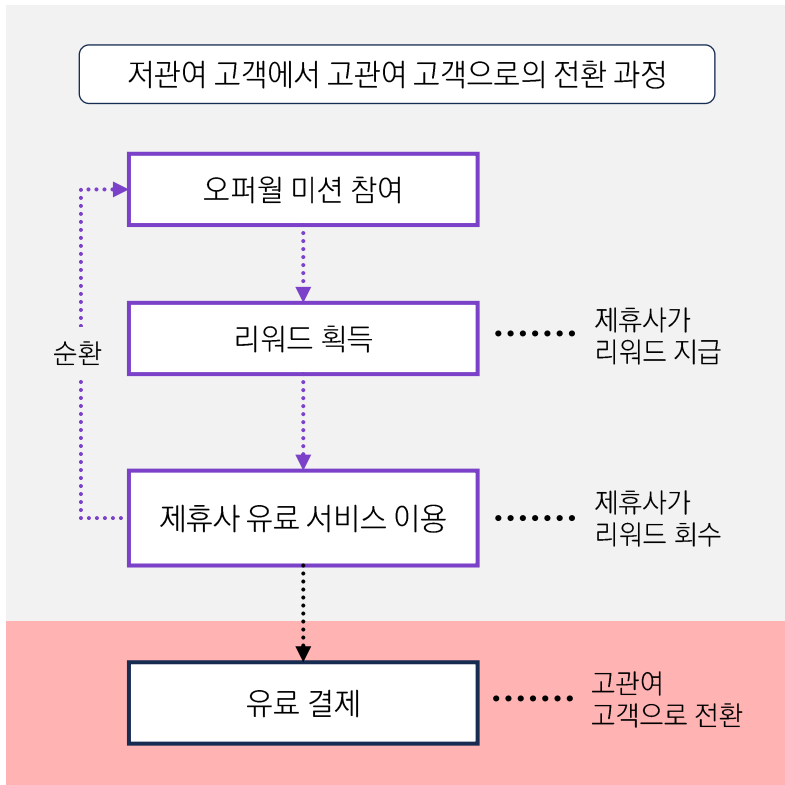 저관여 고객에서 고관여 고객으로의 전환 과정
오퍼월 미션 참여
리워드 획득
제휴사가
리워드 지급
순환
제휴사 유료 서비스 이용
제휴사가
리워드 회수
유료 결제
고관여
고객으로 전환